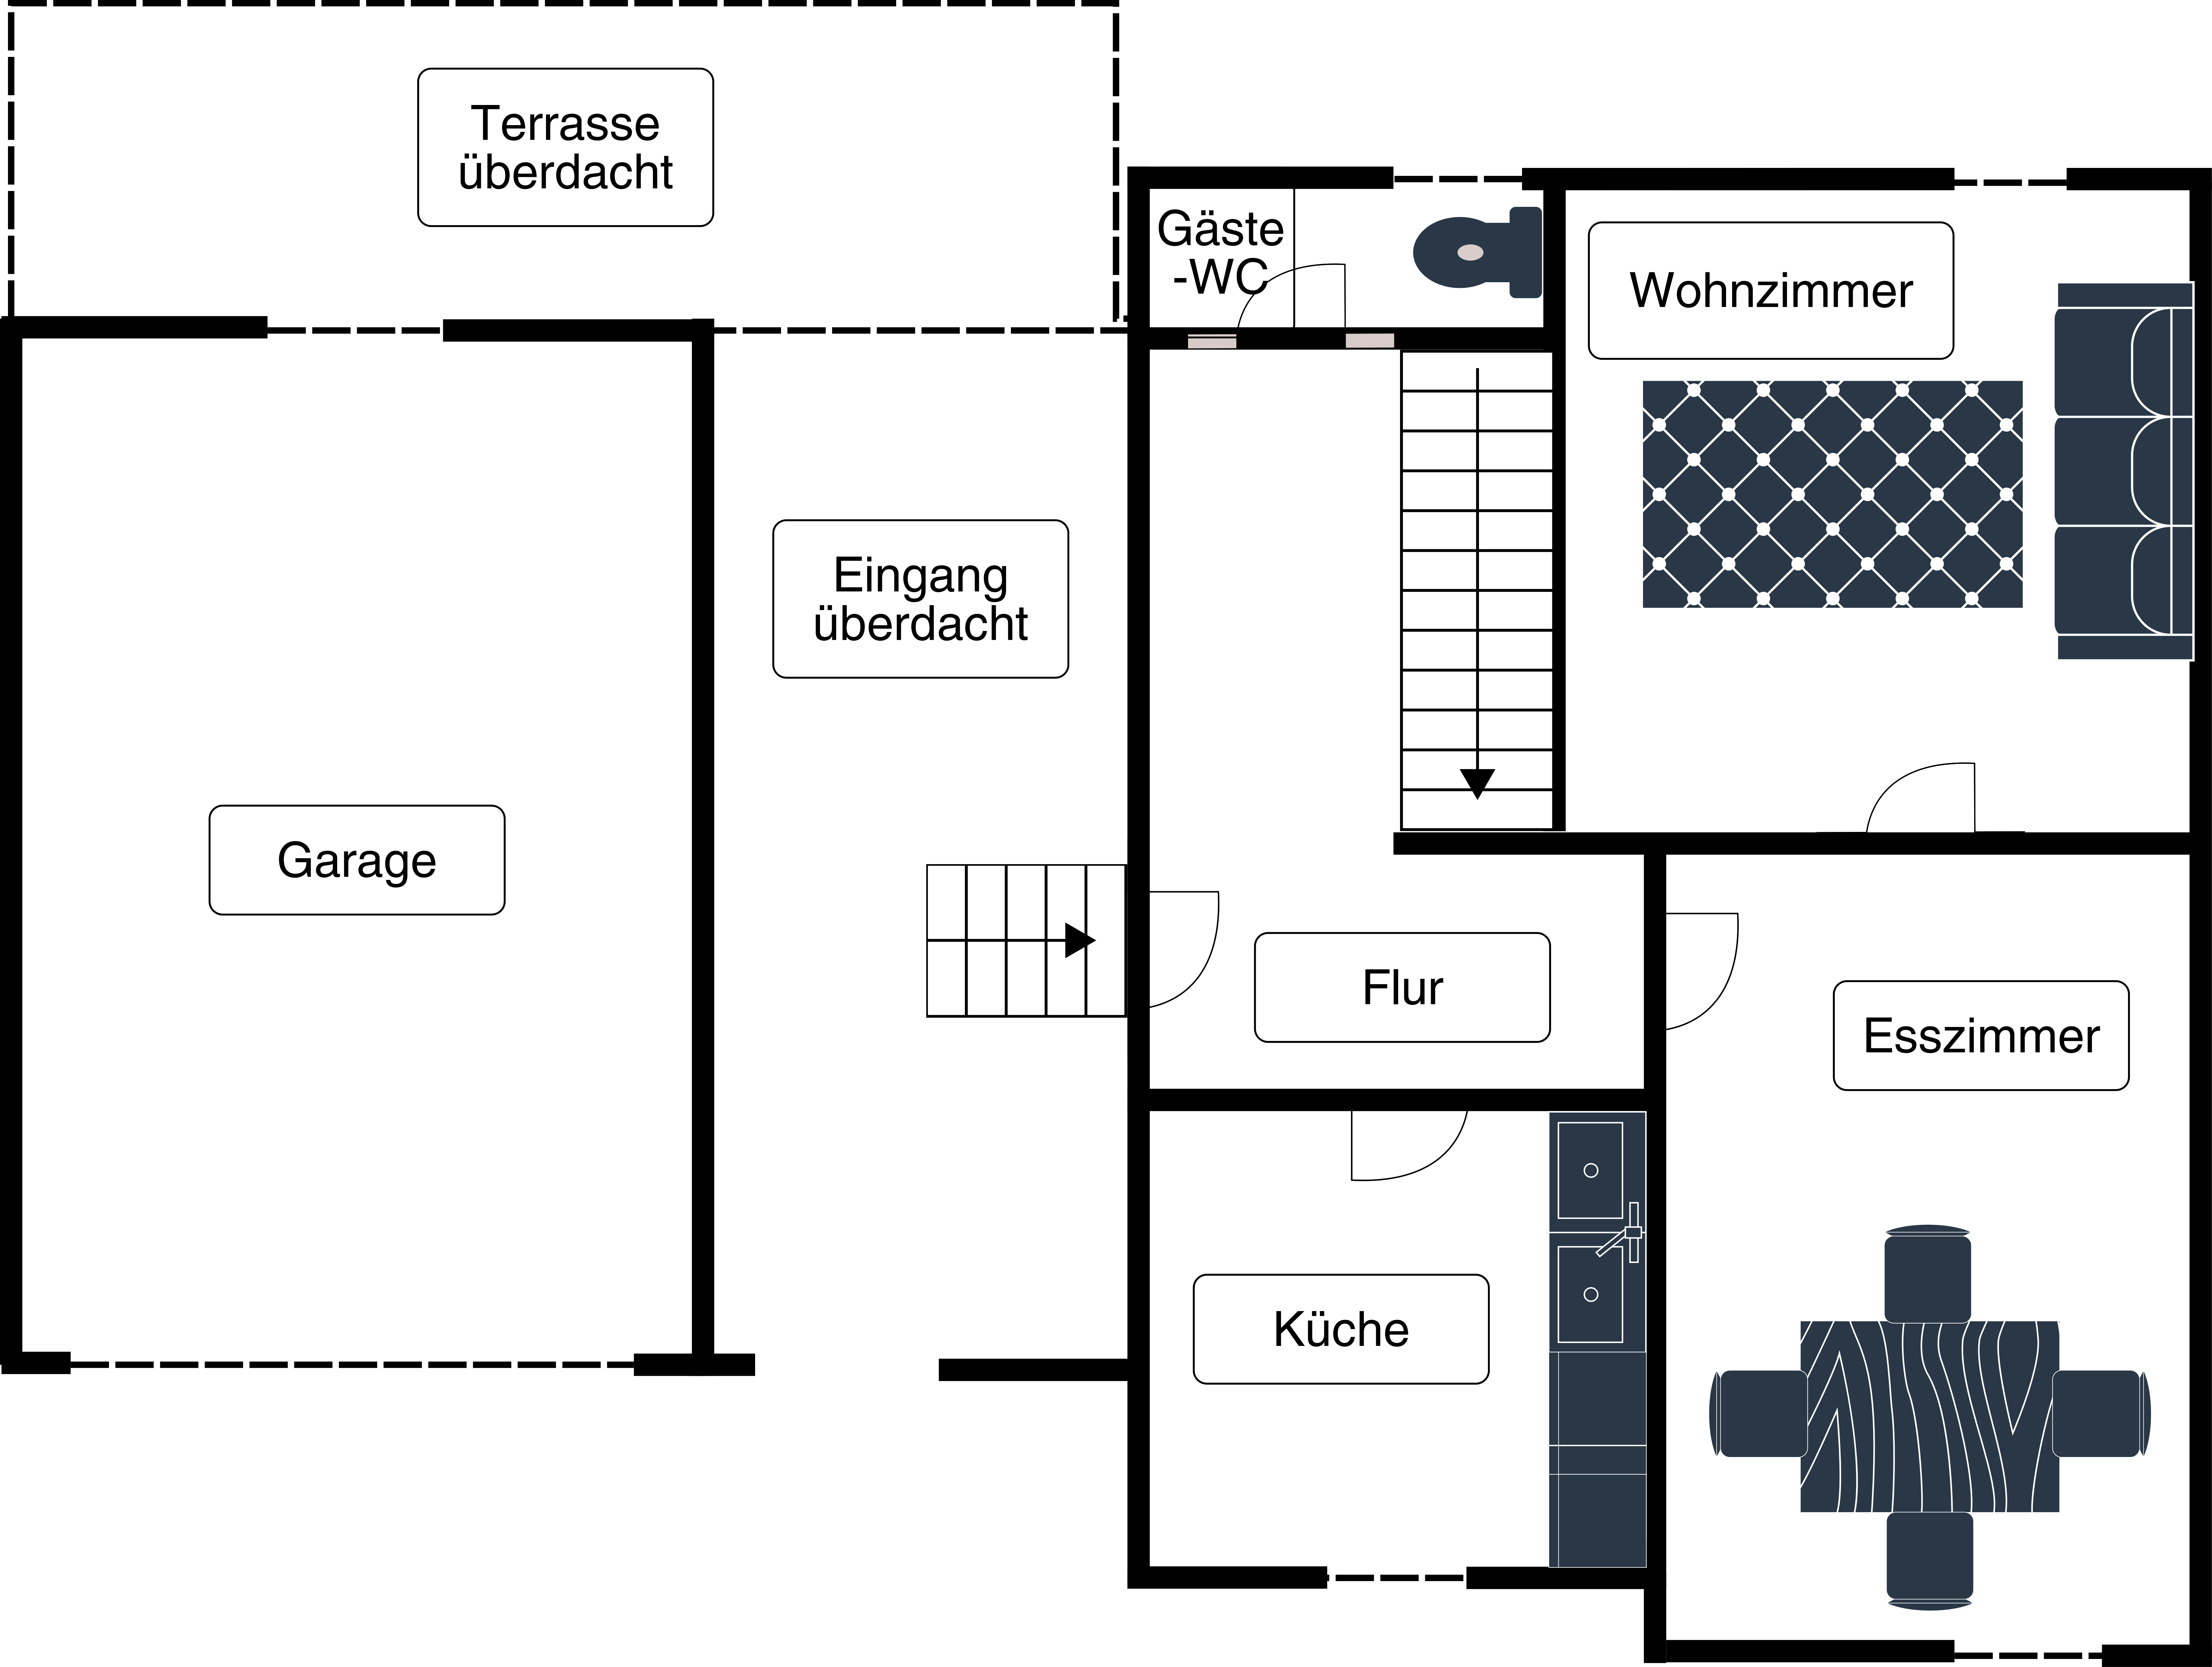 Terrasse
überdacht
Gäste
-WC
Wohnzimmer
Eingang
überdacht
Garage
Flur
Esszimmer
Küche